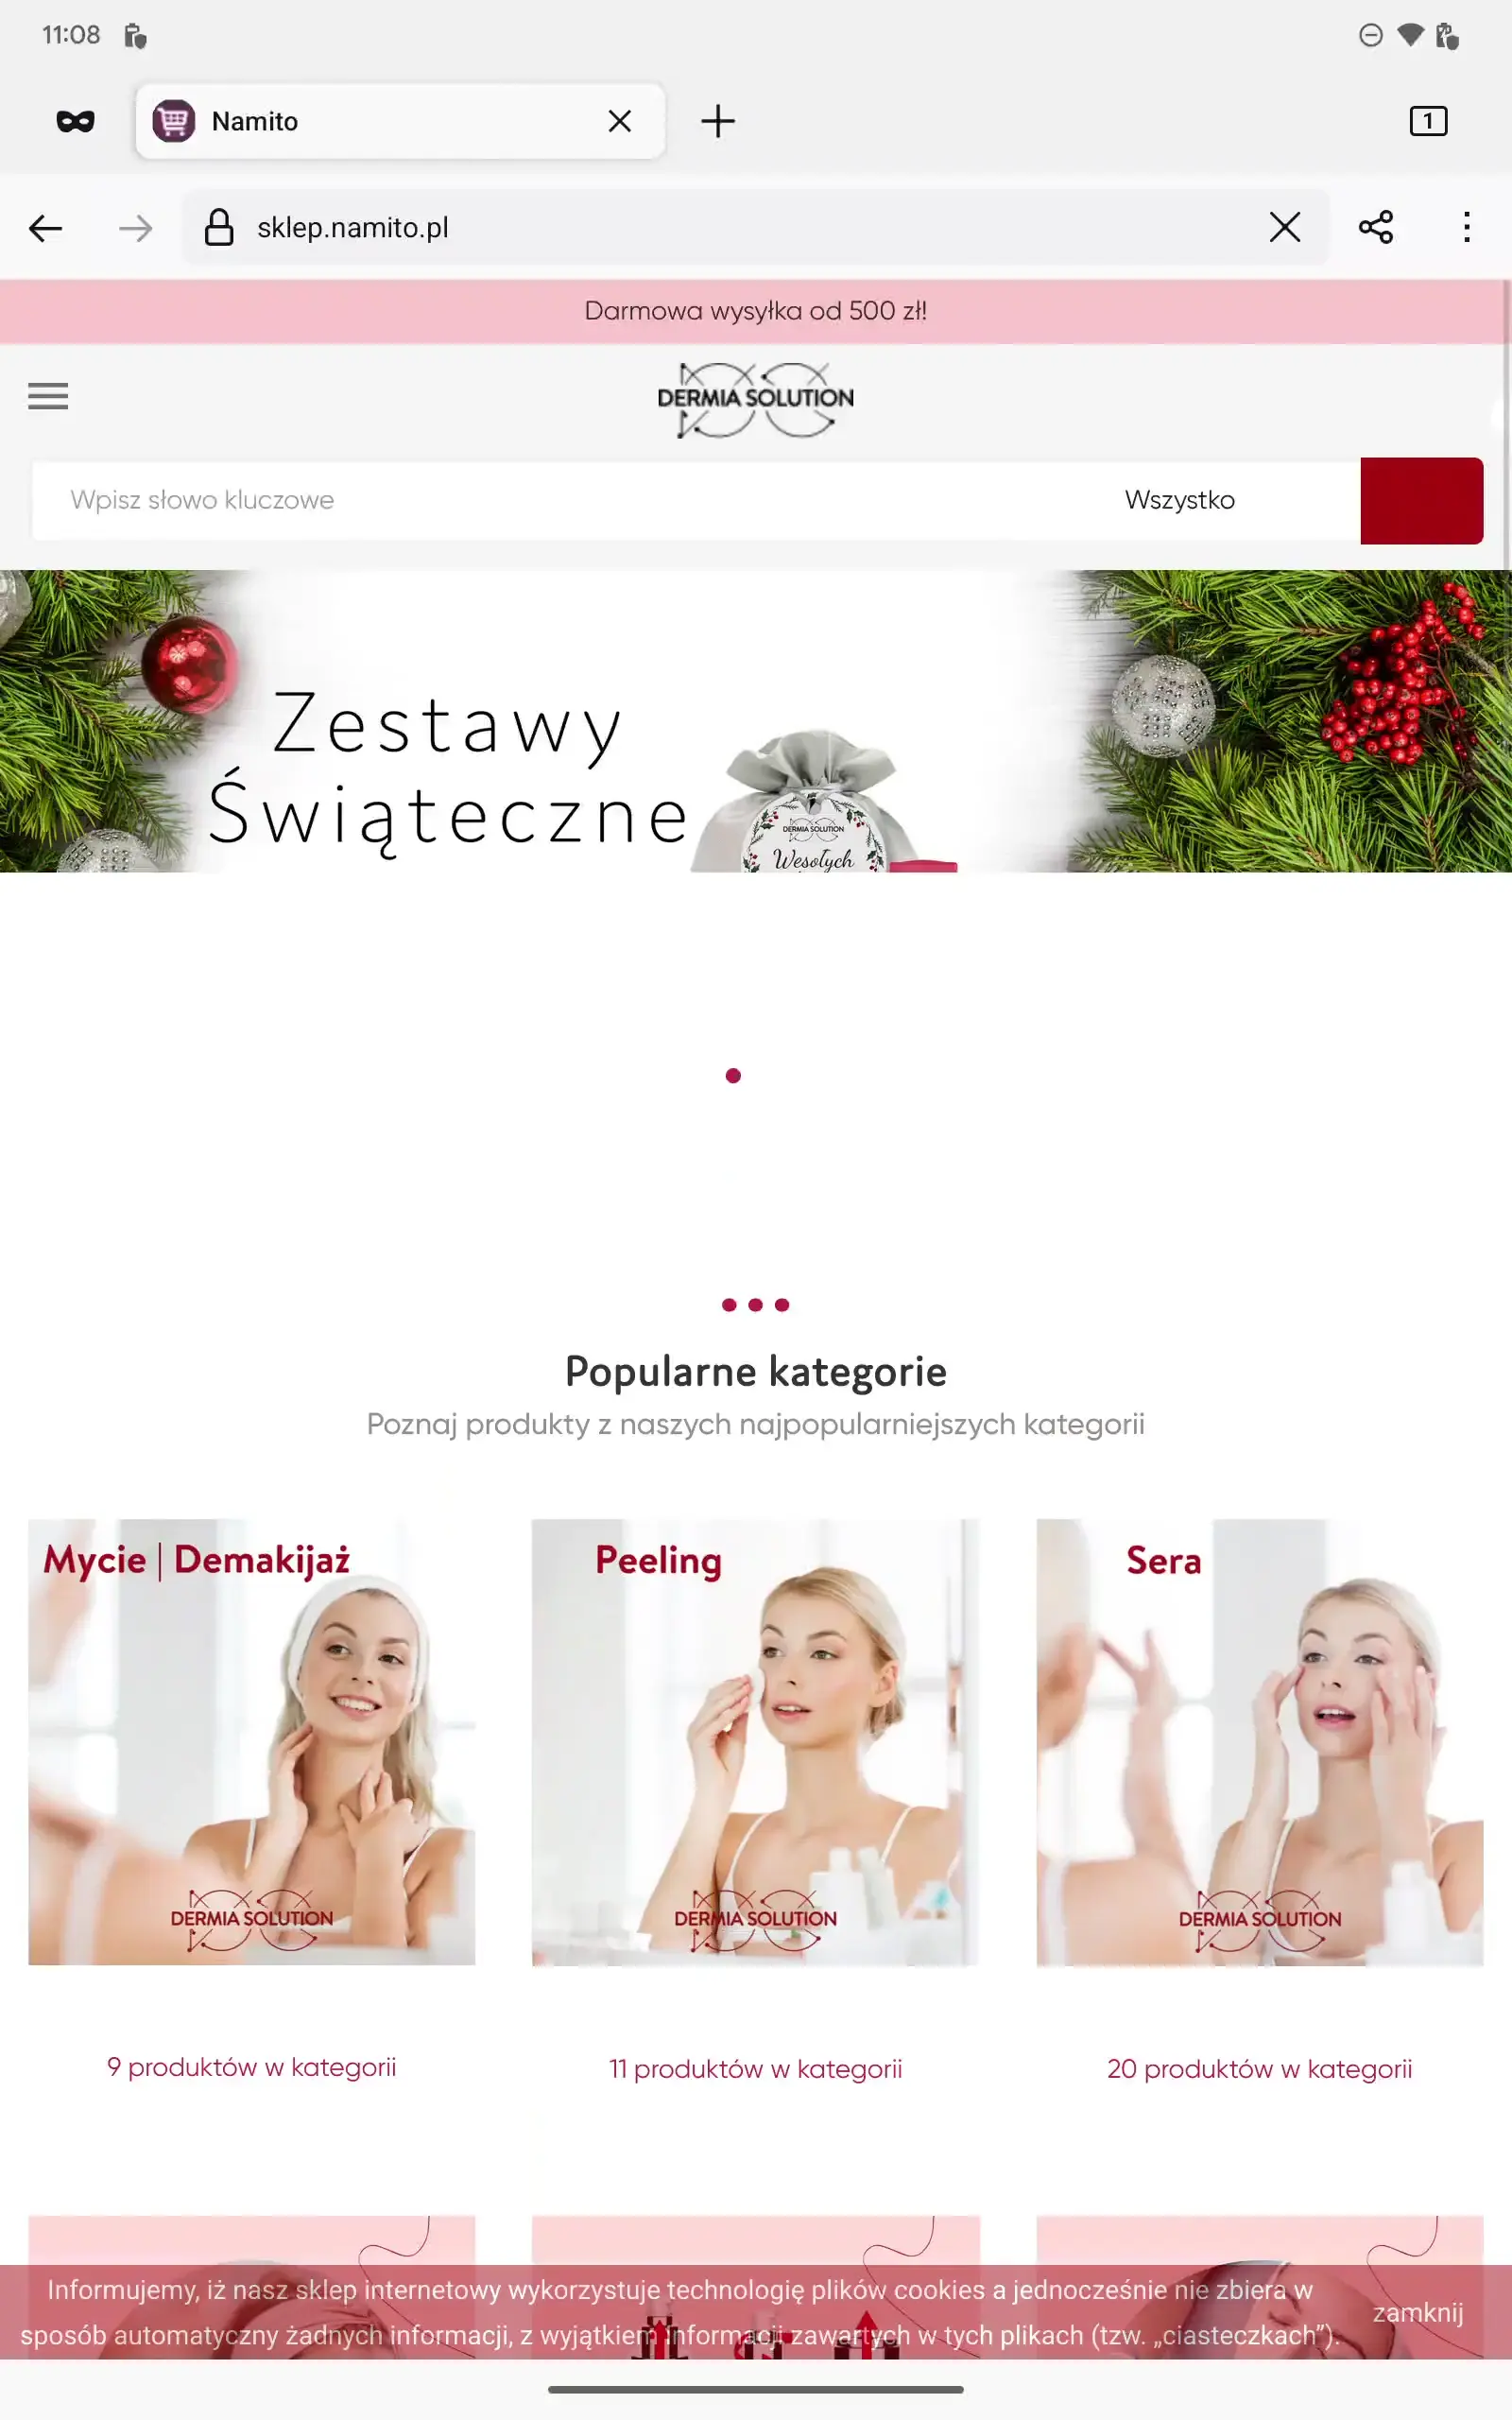 11:08
Namito
1
sklep.namito.pl
Darmowa wysyłka od 500 zł!
DERMIA SOLUTION
Wpisz słowo kluczowe
Wszystko
Zestawy
Świąteczne
DERMIA SOLUTION
Wesołych
Popularne kategorie
Poznaj produkty z naszych najpopularniejszych kategorii
Mycie | Demakijaż
Peeling
Sera
DERMIA SOLUTION
DERMIA SOLUTION
DERMIA SOLUTION
9 produktów w kategorii
11 produktów w kategorii
20 produktów w kategorii
Informujemy, iż nasz sklep internetowy wykorzystuje technologię plików cookies a jednocześnie nie zbiera w
sposób automatyczny żadnych informacji, z wyjątkiem informacji zawartych w tych plikach (tzw. „ciasteczkach”).
zamknij